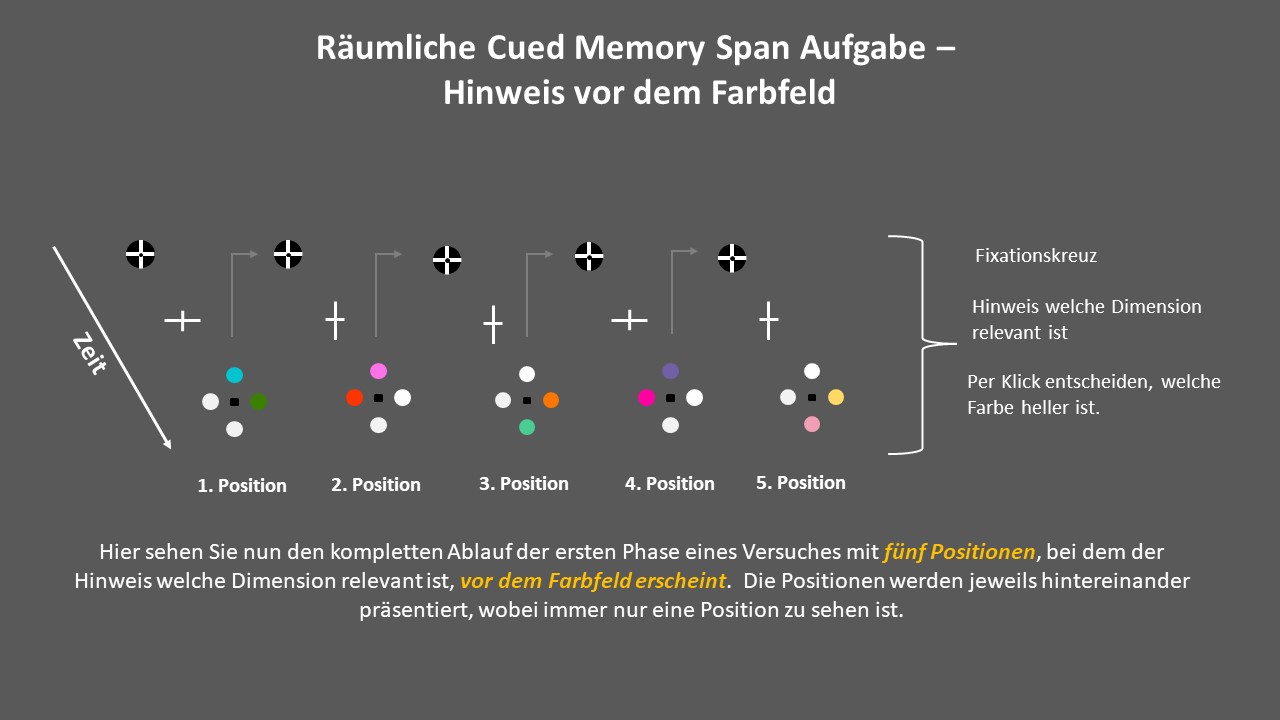 Räumliche Cued Memory Span Aufgabe –
Hinweis vor dem Farbfeld
Zeit
Fixationskreuz
Hinweis welche Dimension
relevant ist
Per Klick entscheiden, welche
Farbe heller ist.
1. Position
2. Position
3. Position
4. Position
5. Position
Hier sehen Sie nun den kompletten Ablauf der ersten Phase eines Versuches mit fünf Positionen, bei dem der
Hinweis welche Dimension relevant ist, vor dem Farbfeld erscheint. Die Positionen werden jeweils hintereinander
präsentiert, wobei immer nur eine Position zu sehen ist.